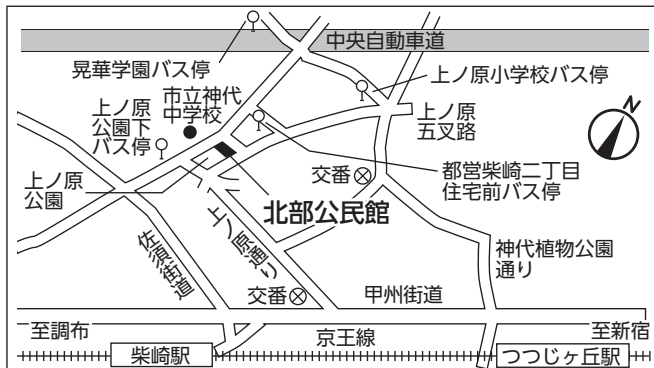 中央自動車道
晃華学園バス停
上ノ原小学校バス停
市立神代
中学校
上ノ原
公園下
バス停
上ノ原
五叉路
都営柴崎二丁目
住宅前バス停
交番
上ノ原
公園
北部公民館
上ノ原通り
佐須街道
神代植物公園
通り
交番
甲州街道
至調布
京王線
至新宿
柴崎駅
つつじヶ丘駅
N